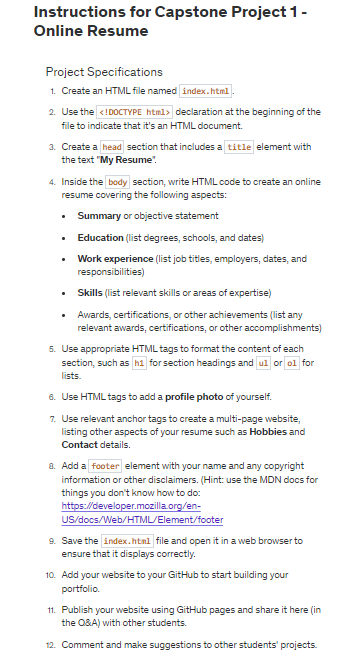 Instructions for Capstone Project 1 -
Online Resume
Project Specifications
1. Create an HTML file named index.html.
2. Use the <!DOCTYPE html> declaration at the beginning of the
file to indicate that it's an HTML document.
3. Create a head section that includes a title element with
the text "My Resume".
4. Inside the body section, write HTML code to create an online
resume covering the following aspects:
• Summary or objective statement
• Education (list degrees, schools, and dates)
• Work experience (list job titles, employers, dates, and
responsibilities)
• Skills (list relevant skills or areas of expertise)
• Awards, certifications, or other achievements (list any
relevant awards, certifications, or other accomplishments)
5. Use appropriate HTML tags to format the content of each
section, such as h1 for section headings and ul or ol for
lists.
6. Use HTML tags to add a profile photo of yourself.
7. Use relevant anchor tags to create a multi-page website,
listing other aspects of your resume such as Hobbies and
Contact details.
8. Add a footer element with your name and any copyright
information or other disclaimers. (Hint: use the MDN docs for
things you don't know how to do:
https://developer.mozilla.org/en-
US/docs/Web/HTML/Element/footer
9. Save the index.html file and open it in a web browser to
ensure that it displays correctly.
10. Add your website to your GitHub to start building your
portfolio.
11. Publish your website using GitHub pages and share it here (in
the Q&A) with other students.
12. Comment and make suggestions to other students' projects.